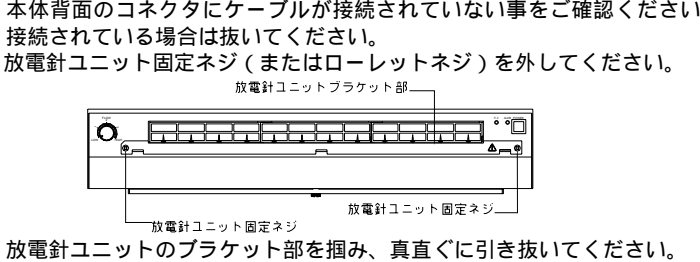 本体背面のコネクタにケーブルが接続されていない事をご確認ください
接続されている場合は抜いてください。
放電針ユニット固定ネジ(またはローレットネジ)を外してください。
放電針ユニットブラケット部
放電針ユニット固定ネジ
放電針ユニット固定ネジ
放電針ユニットのブラケット部を掴み、真直ぐに引き抜いてください。